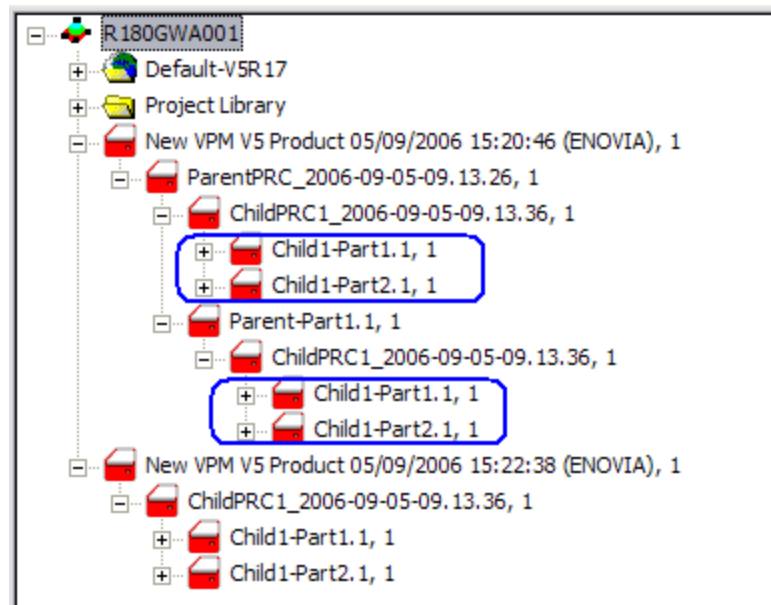 R180GWA001
Default-V5R17
Project Library
New VPM V5 Product 05/09/2006 15:20:46 (ENOVIA), 1
ParentPRC_2006-09-05-09.13.26, 1
ChildPRC1_2006-09-05-09.13.36, 1
Child1-Part1.1, 1
Child1-Part2.1, 1
Parent-Part1.1, 1
ChildPRC1_2006-09-05-09.13.36, 1
Child1-Part1.1, 1
Child1-Part2.1, 1
New VPM V5 Product 05/09/2006 15:22:38 (ENOVIA), 1
ChildPRC1_2006-09-05-09.13.36, 1
Child1-Part1.1, 1
Child1-Part2.1, 1